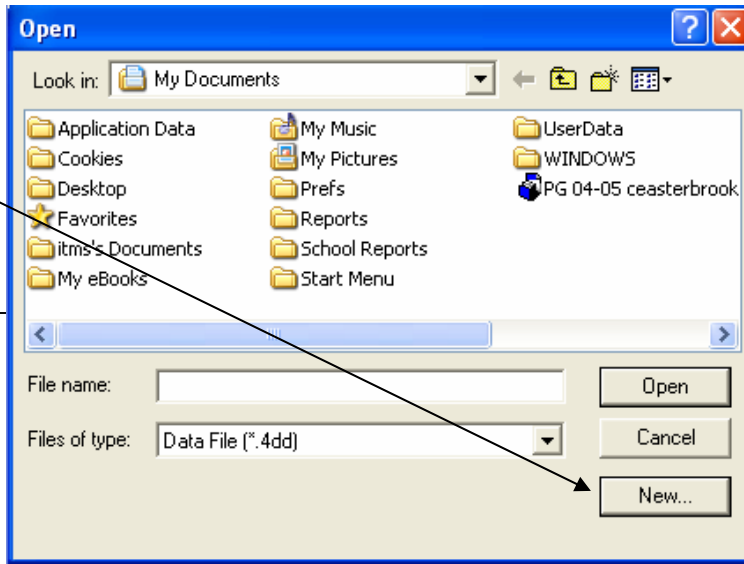 Open
Look in: My Documents
Application Data My Music UserData
Cookies My Pictures WINDOWS
Desktop Prefs PG 04-05 ceasterbrook
Favorites Reports
itms's Documents School Reports
My eBooks Start Menu
File name: Open
Files of type: Data File (*.4dd) Cancel
New...